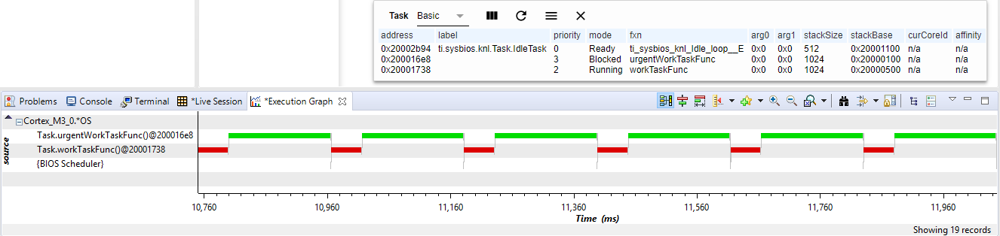 Task Basic
address label priority mode fxn arg0 arg1 stackSize stackBase curCoreId affinity
0x20002b94 ti.sysbios.knl.Task.IdleTask 0 Ready ti_sysbios_knl_Idle_loop__E 0x0 0x0 512 0x20001100 n/a n/a
0x200016e8 3 Blocked urgentWorkTaskFunc 0x0 0x0 1024 0x20000100 n/a n/a
0x20001738 2 Running workTaskFunc 0x0 0x0 1024 0x20000500 n/a n/a
Problems Console Terminal *Live Session *Execution Graph
Cortex_M3_0.*OS
Task.urgentWorkTaskFunc()@200016e8
Task.workTaskFunc()@20001738
{BIOS Scheduler}
source
10,760 10,960 11,160 11,360 11,560 11,760 11,960
Time (ms)
Showing 19 records